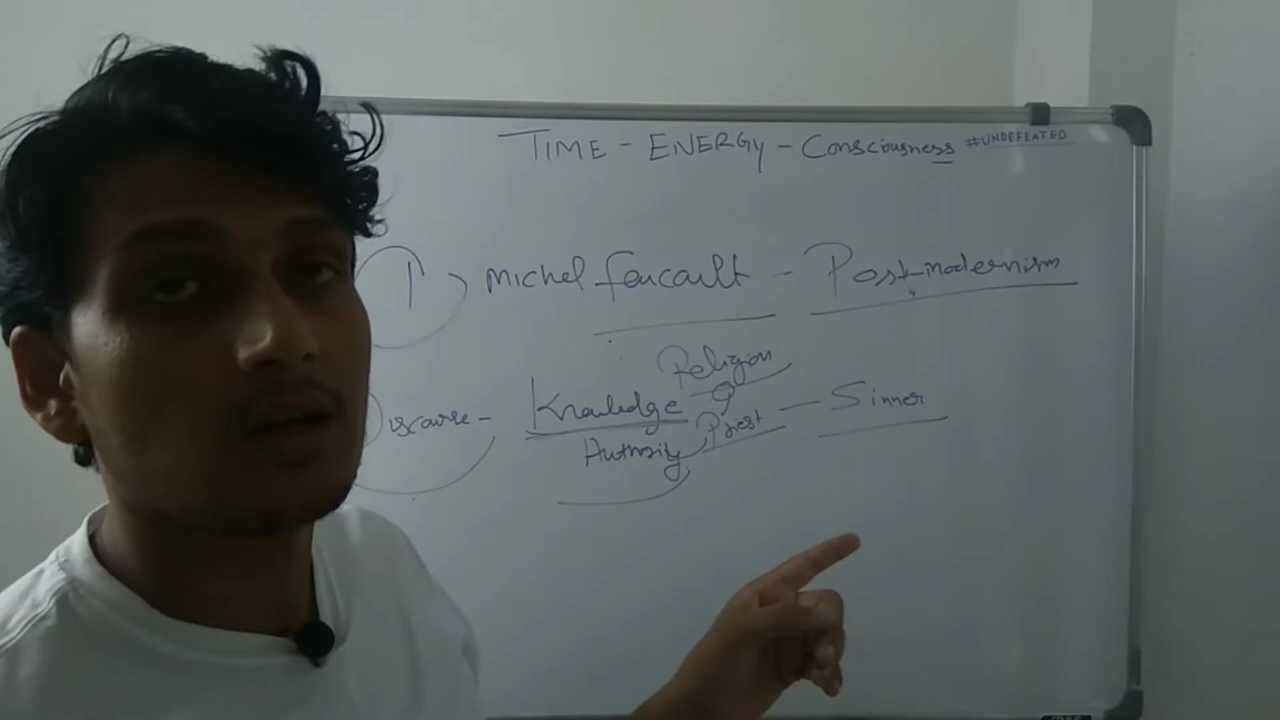 TIME - ENERGY - Consciousness #UNDEFEATED
1 Michel foucault - Post-modernism
Religion
Discourse - Knowledge Priest - Sinner
Authority